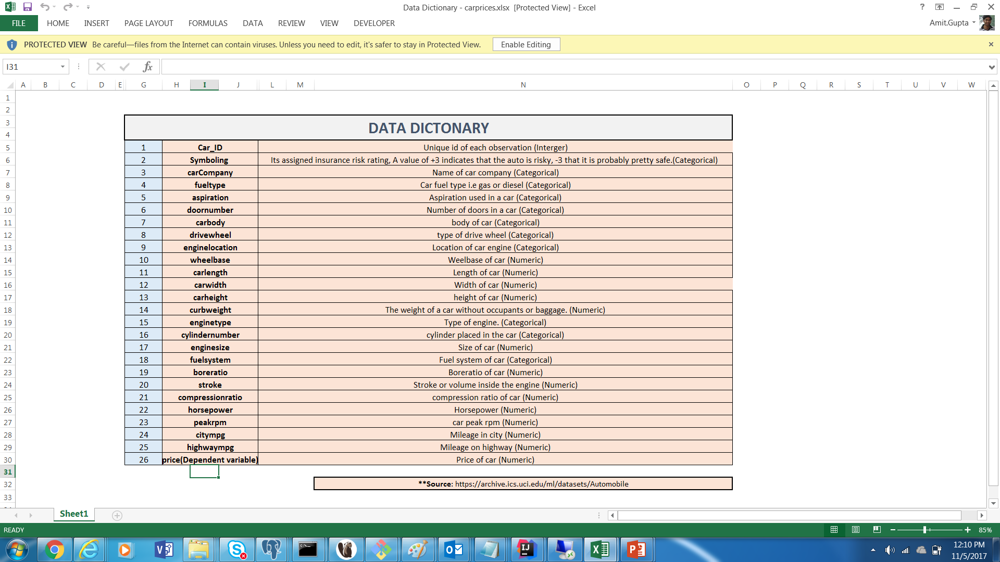 Data Dictionary - carprices.xlsx [Protected View] - Excel
?
FILE HOME INSERT PAGE LAYOUT FORMULAS DATA REVIEW VIEW DEVELOPER Amit.Gupta
PROTECTED VIEW Be careful—files from the Internet can contain viruses. Unless you need to edit, it's safer to stay in Protected View. Enable Editing
I31 fx
A B C D E G H I J L M N O P Q R S T U V W
1
2
3 DATA DICTONARY
4
5 1 Car_ID Unique id of each observation (Interger)
6 2 Symboling Its assigned insurance risk rating, A value of +3 indicates that the auto is risky, -3 that it is probably pretty safe.(Categorical)
7 3 carCompany Name of car company (Categorical)
8 4 fueltype Car fuel type i.e gas or diesel (Categorical)
9 5 aspiration Aspiration used in a car (Categorical)
10 6 doornumber Number of doors in a car (Categorical)
11 7 carbody body of car (Categorical)
12 8 drivewheel type of drive wheel (Categorical)
13 9 enginelocation Location of car engine (Categorical)
14 10 wheelbase Weelbase of car (Numeric)
15 11 carlength Length of car (Numeric)
16 12 carwidth Width of car (Numeric)
17 13 carheight height of car (Numeric)
18 14 curbweight The weight of a car without occupants or baggage. (Numeric)
19 15 enginetype Type of engine. (Categorical)
20 16 cylindernumber cylinder placed in the car (Categorical)
21 17 enginesize Size of car (Numeric)
22 18 fuelsystem Fuel system of car (Categorical)
23 19 boreratio Boreratio of car (Numeric)
24 20 stroke Stroke or volume inside the engine (Numeric)
25 21 compressionratio compression ratio of car (Numeric)
26 22 horsepower Horsepower (Numeric)
27 23 peakrpm car peak rpm (Numeric)
28 24 citympg Mileage in city (Numeric)
29 25 highwaympg Mileage on highway (Numeric)
30 26 price(Dependent variable) Price of car (Numeric)
31
32 **Source: https://archive.ics.uci.edu/ml/datasets/Automobile
33
Sheet1
READY 85%
12:10 PM
11/5/2017